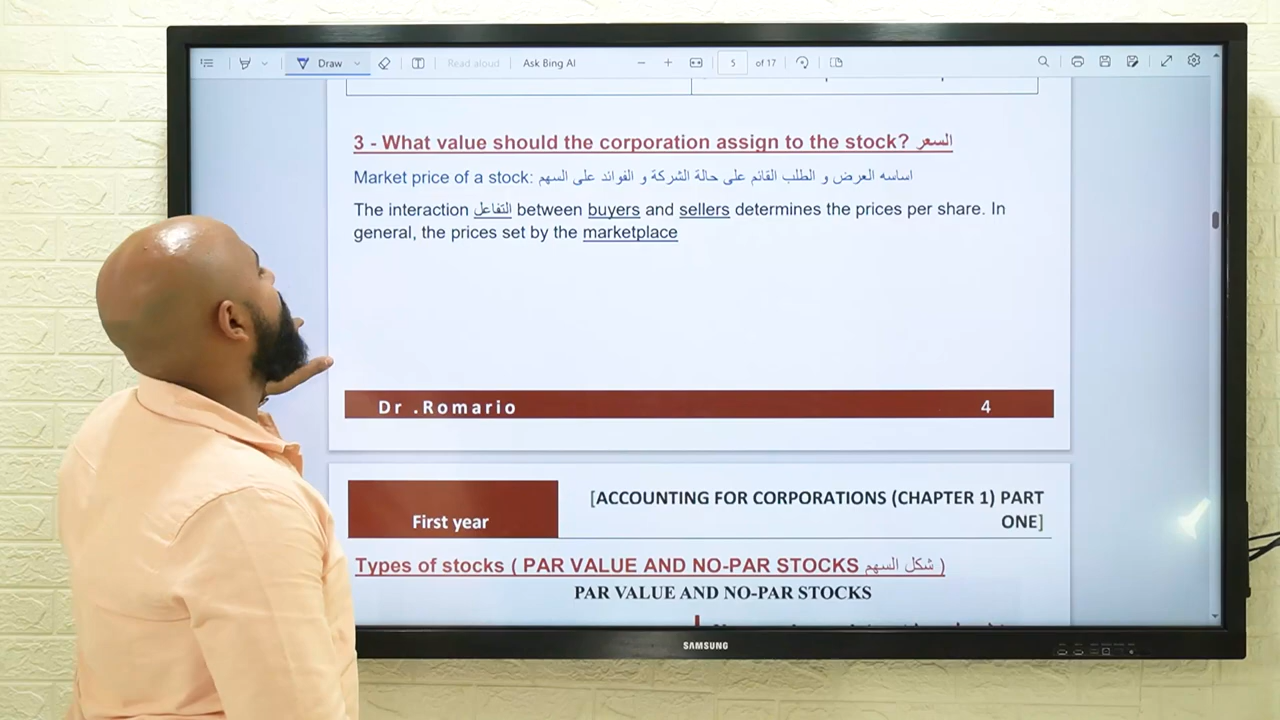 Draw
Read aloud
Ask Bing AI
5
of 17
3 - What value should the corporation assign to the stock? السعر
Market price of a stock: اساسه العرض و الطلب القائم على حالة الشركة و الفوائد على السهم
The interaction التفاعل between buyers and sellers determines the prices per share. In
general, the prices set by the marketplace
Dr .Romario
4
First year
[ACCOUNTING FOR CORPORATIONS (CHAPTER 1) PART
ONE]
Types of stocks ( PAR VALUE AND NO-PAR STOCKS شكل السهم )
PAR VALUE AND NO-PAR STOCKS
SAMSUNG